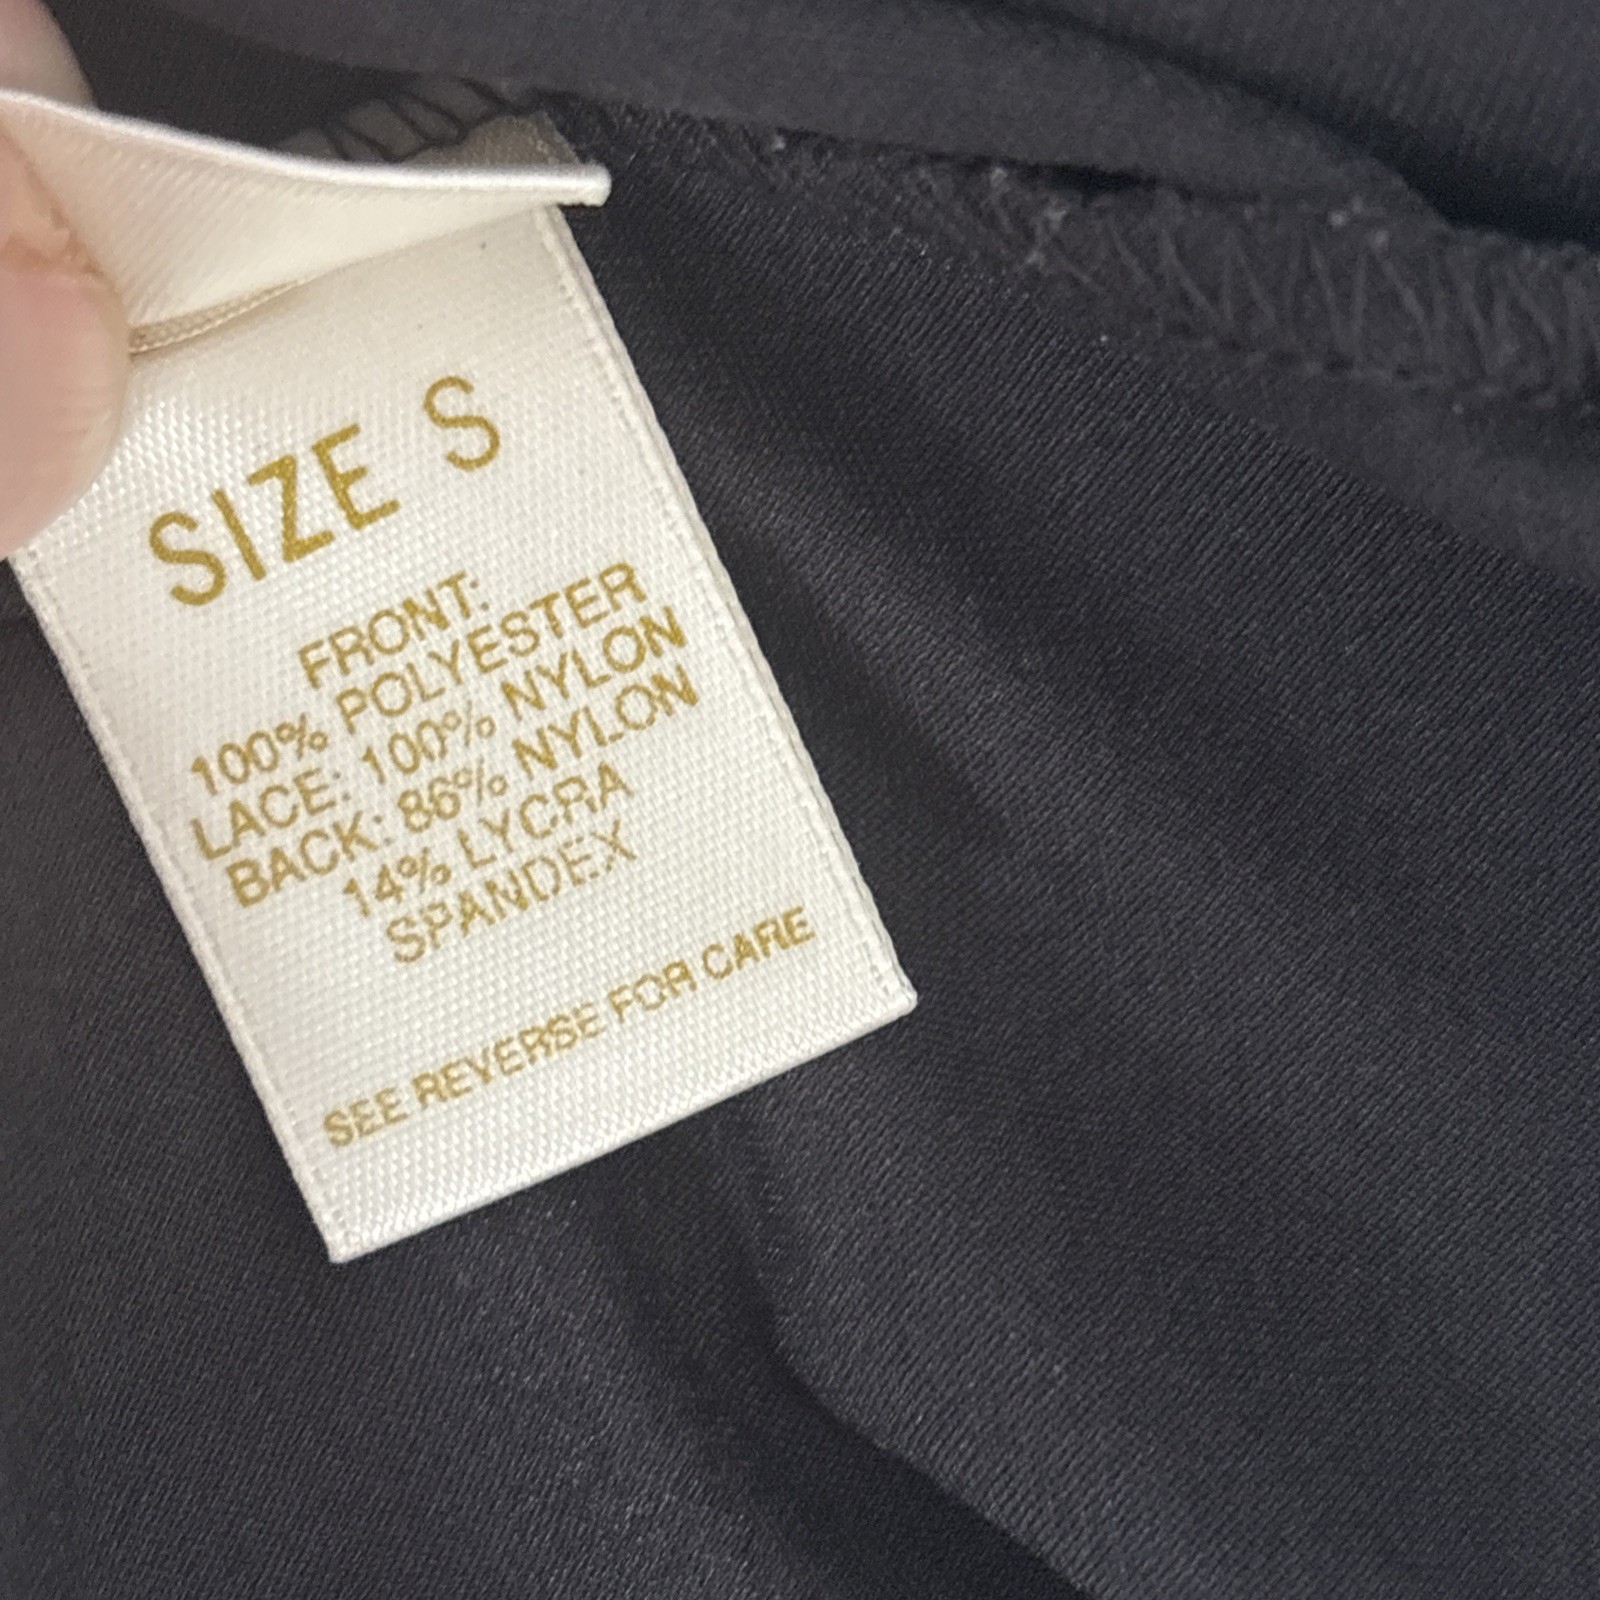 SIZE S
FRONT:
100% POLYESTER
LACE: 100% NYLON
BACK: 86% NYLON
14% LYCRA
SPANDEX
SEE REVERSE FOR CARE